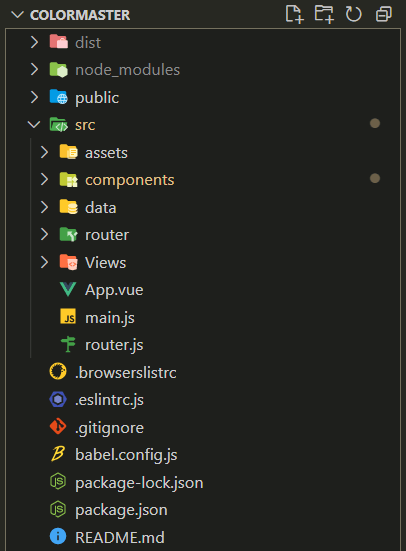 COLORMASTER
dist
node_modules
public
src
assets
components
data
router
Views
App.vue
JS main.js
router.js
.browserslistrc
.eslintrc.js
.gitignore
babel.config.js
package-lock.json
package.json
README.md